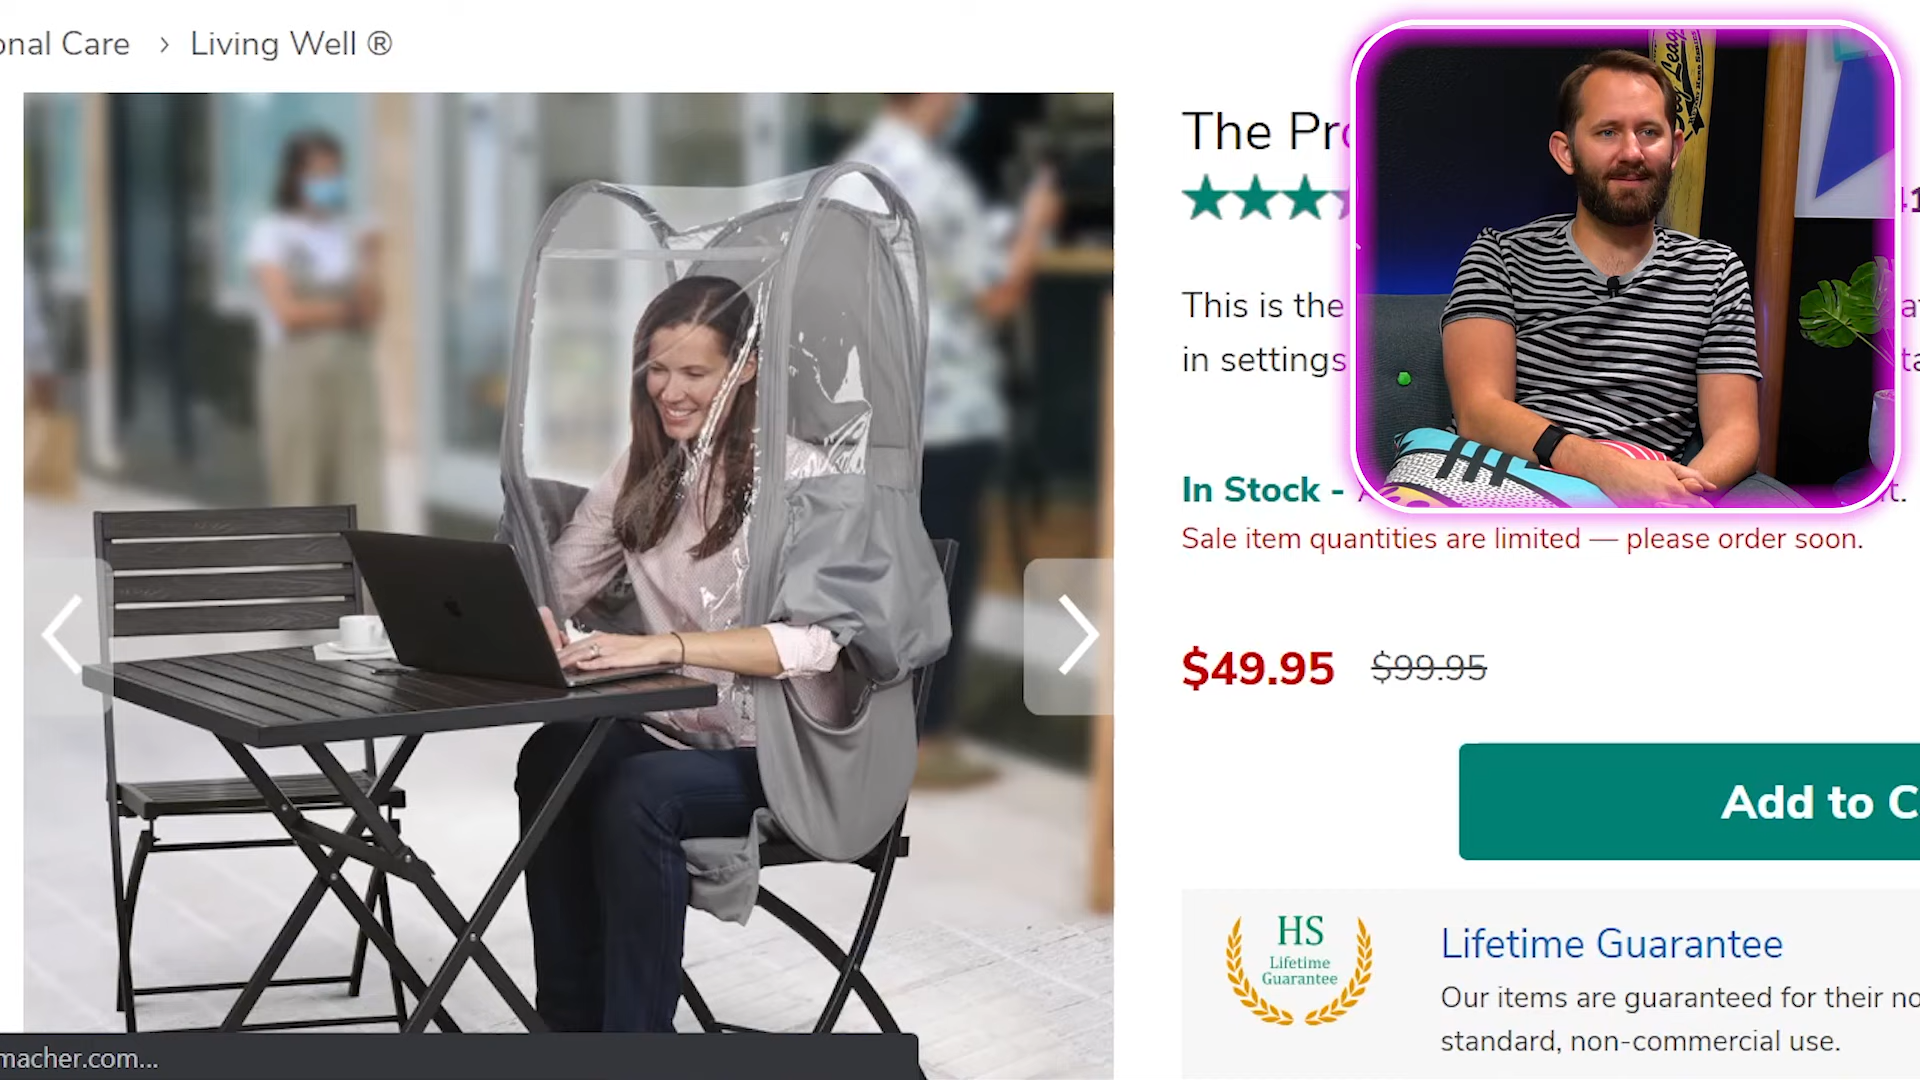 onal Care > Living Well ®
The Pro
This is the
in settings
In Stock -
t.
Sale item quantities are limited — please order soon.
$49.95 $99.95
Add to C
HS
Lifetime
Guarantee
Lifetime Guarantee
Our items are guaranteed for their no
standard, non-commercial use.
macher.com...